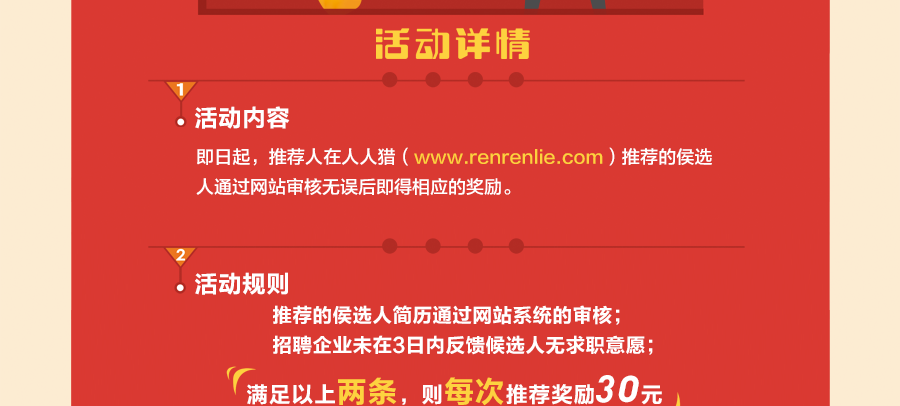 活动详情
1
活动内容
即日起，推荐人在人人猎（www.renrenlie.com）推荐的侯选
人通过网站审核无误后即得相应的奖励。
2
活动规则
推荐的侯选人简历通过网站系统的审核；
招聘企业未在3日内反馈候选人无求职意愿；
满足以上两条，则每次推荐奖励30元